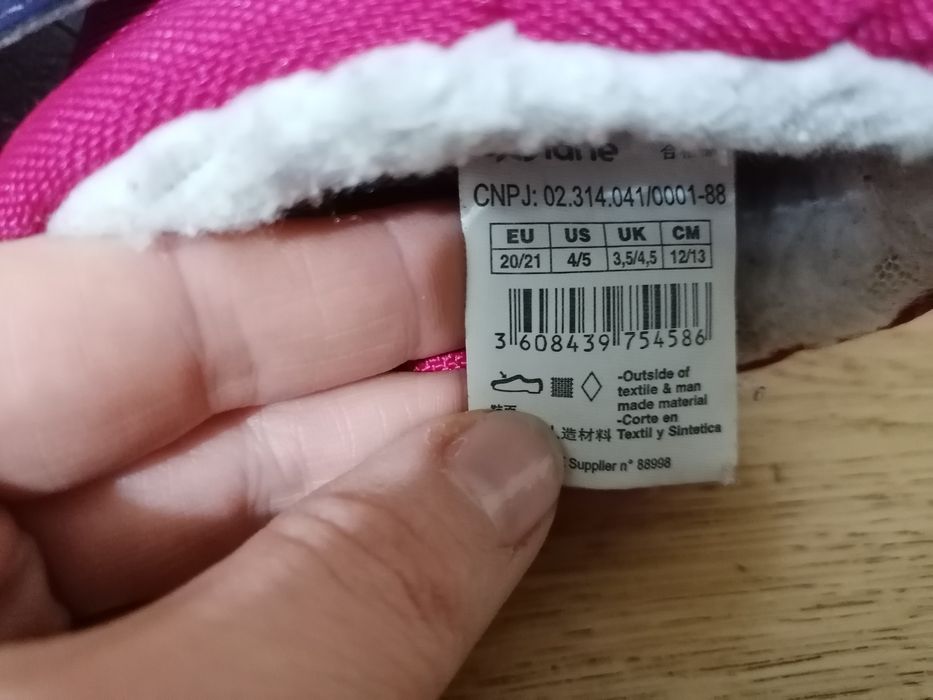 CNPJ: 02.314.041/0001-88
EU US UK CM
20/21 4/5 3,5/4,5 12/13
3 608439 754586
-Outside of
textile & man
made material
-Corte en
Textil y Sintetica
造材料
Supplier n° 88998